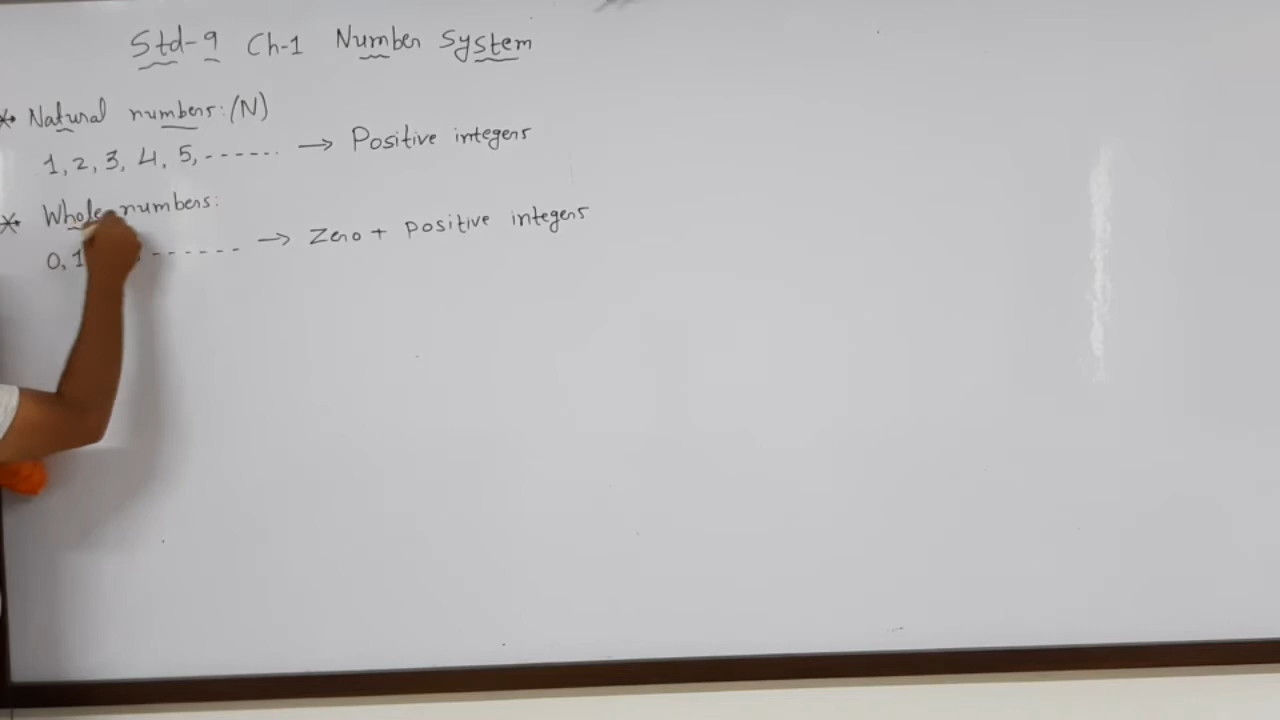 Std-9 Ch-1 Number System
* Natural numbers: (N)
1, 2, 3, 4, 5, ------- → Positive integers
* Whole numbers:
0, 1 ------ → Zero + positive integers